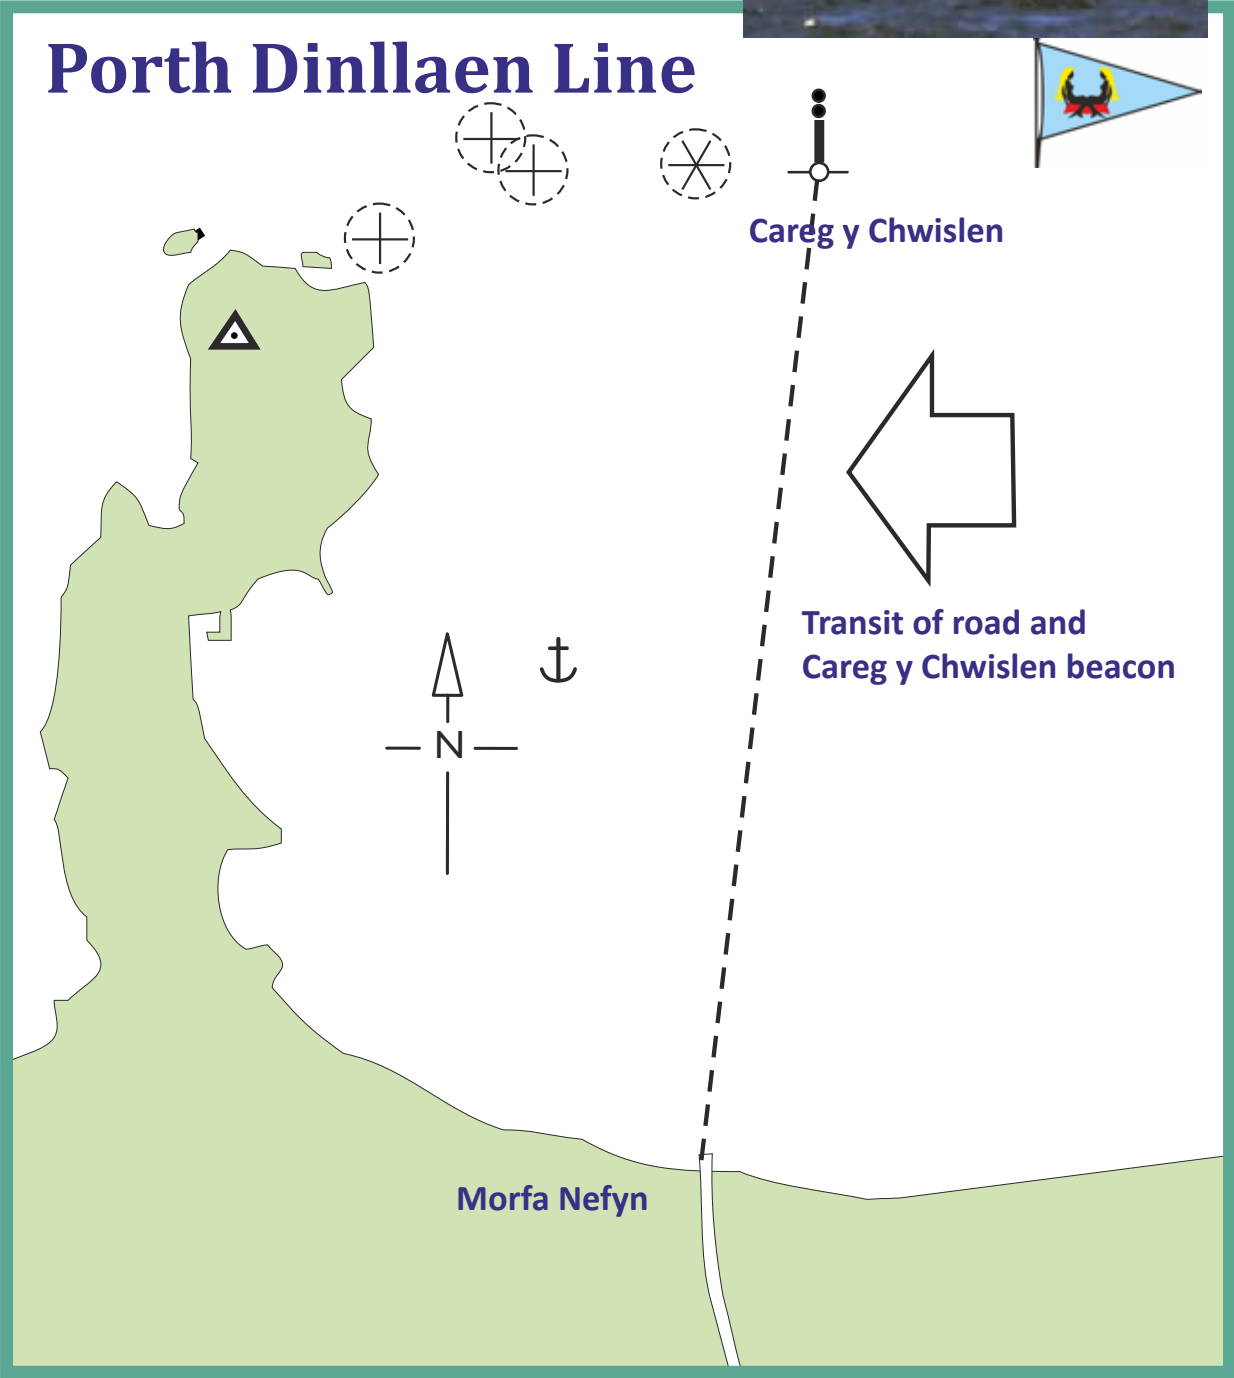 Porth Dinllaen Line
Careg y Chwislen
Transit of road and
Careg y Chwislen beacon
N
Morfa Nefyn